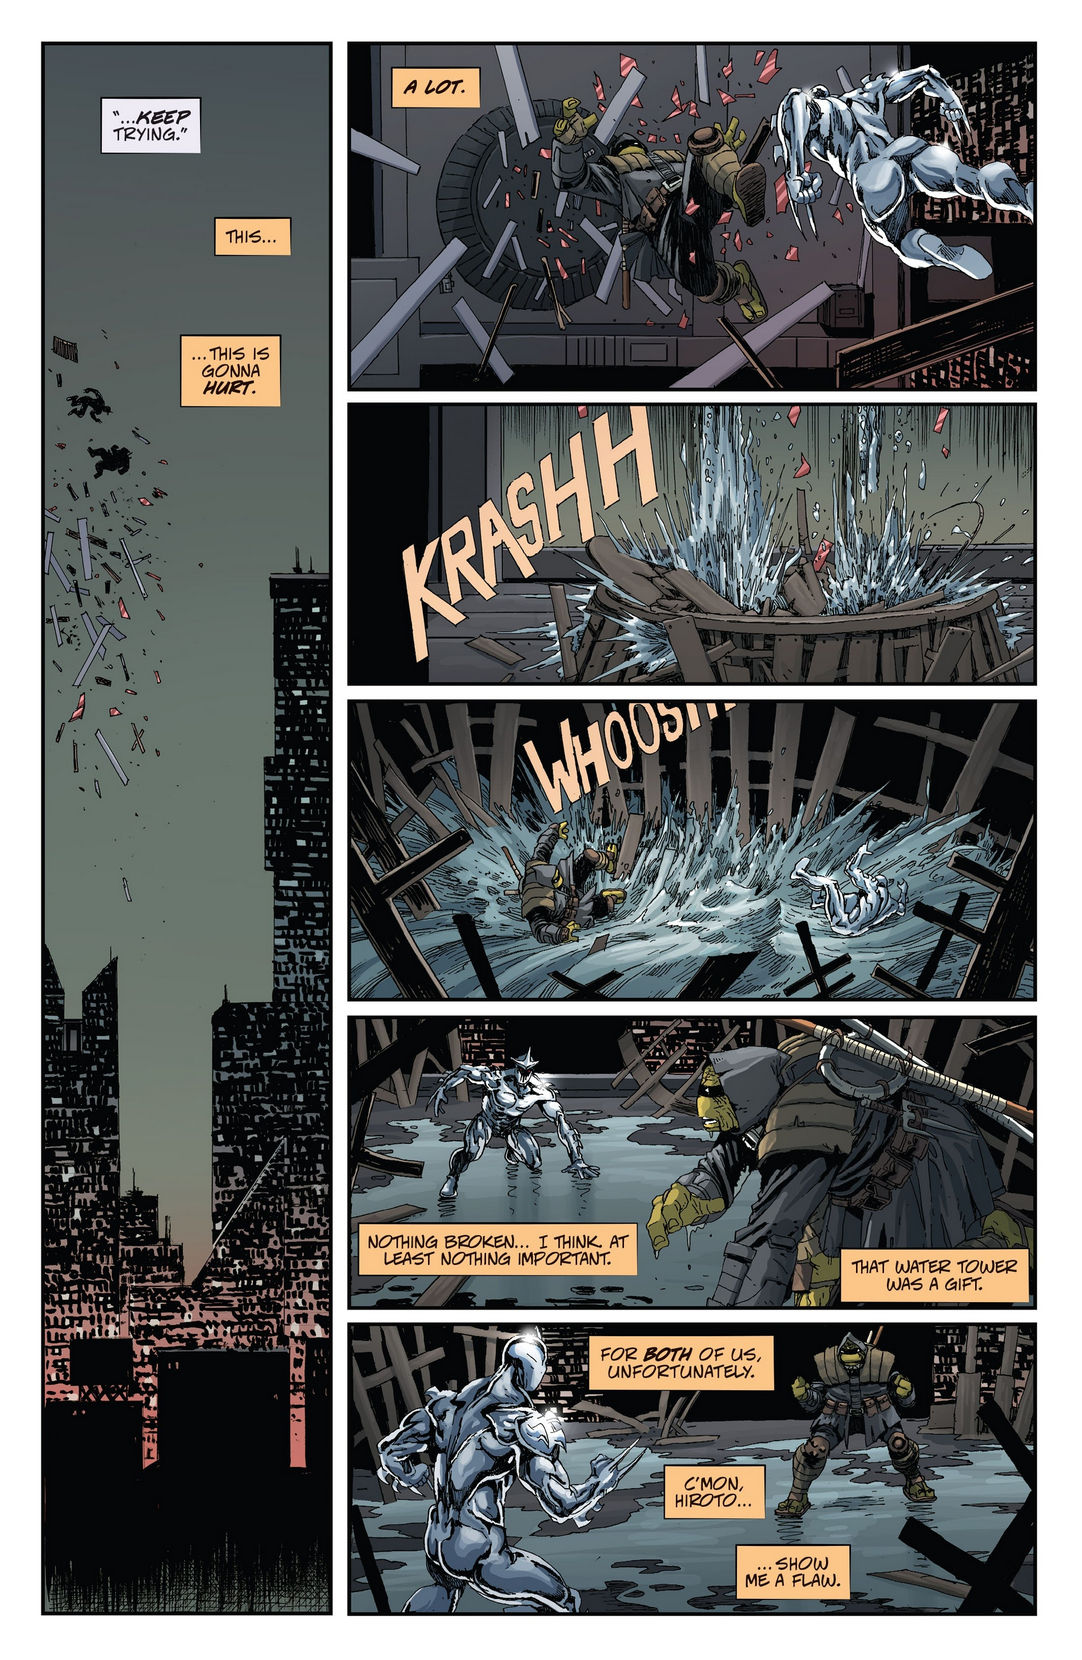 "...KEEP
TRYING."
THIS...
...THIS IS
GONNA
HURT.
A LOT.
KRASHH
WHOOSH
NOTHING BROKEN... I THINK. AT
LEAST NOTHING IMPORTANT.
THAT WATER TOWER
WAS A GIFT.
FOR BOTH OF US,
UNFORTUNATELY.
C'MON,
HIROTO...
...SHOW
ME A FLAW.